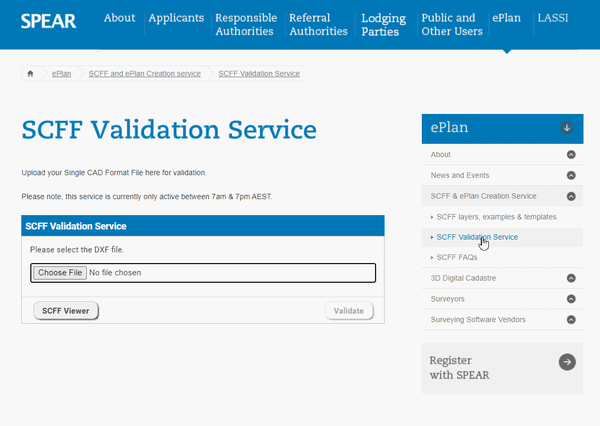 SPEAR
About
Applicants
Responsible
Authorities
Referral
Authorities
Lodging
Parties
Public and
Other Users
ePlan
LASSI
ePlan
SCFF and ePlan Creation service
SCFF Validation Service
SCFF Validation Service
Upload your Single CAD Format File here for validation.
Please note, this service is currently only active between 7am & 7pm AEST.
SCFF Validation Service
Please select the DXF file.
Choose File No file chosen
SCFF Viewer
Validate
ePlan
About
News and Events
SCFF & ePlan Creation Service
SCFF layers, examples & templates
SCFF Validation Service
SCFF FAQs
3D Digital Cadastre
Surveyors
Surveying Software Vendors
Register
with SPEAR